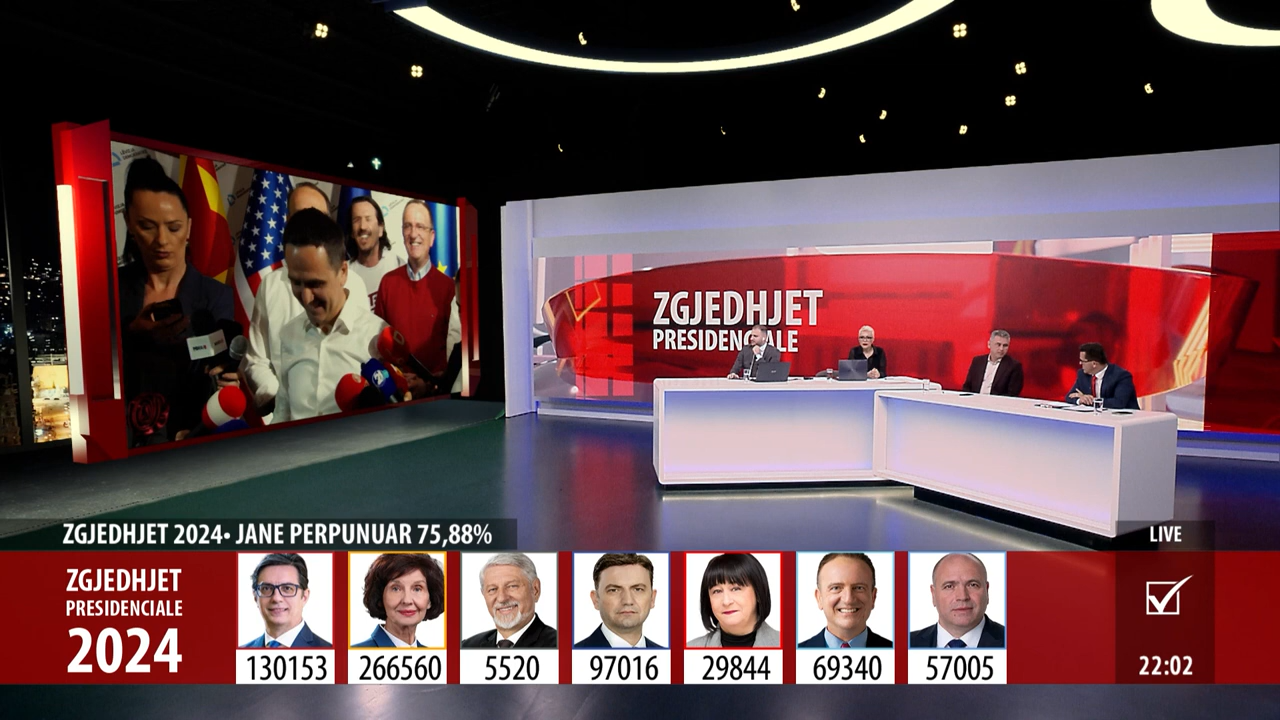 ZGJEDHJET
PRESIDENCIALE
ZGJEDHJET 2024• JANE PERPUNUAR 75,88%
LIVE
ZGJEDHJET
PRESIDENCIALE
2024
130153
266560
5520
97016
29844
69340
57005
22:02